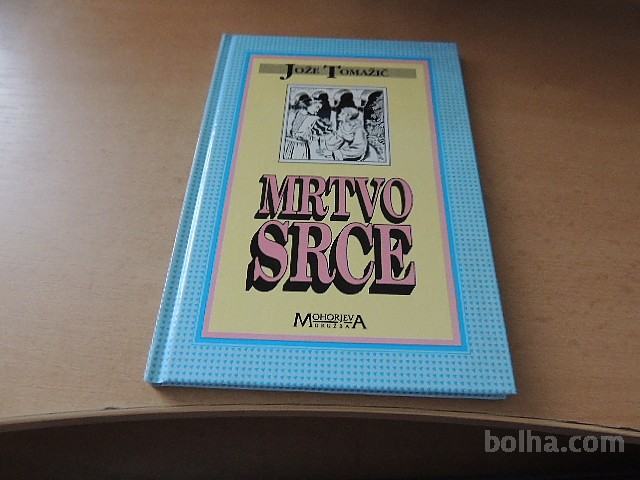 JOŽE TOMAŽIČ
MRTVO
SRCE
MOHORJEVA
DRUŽBA
bolha.com